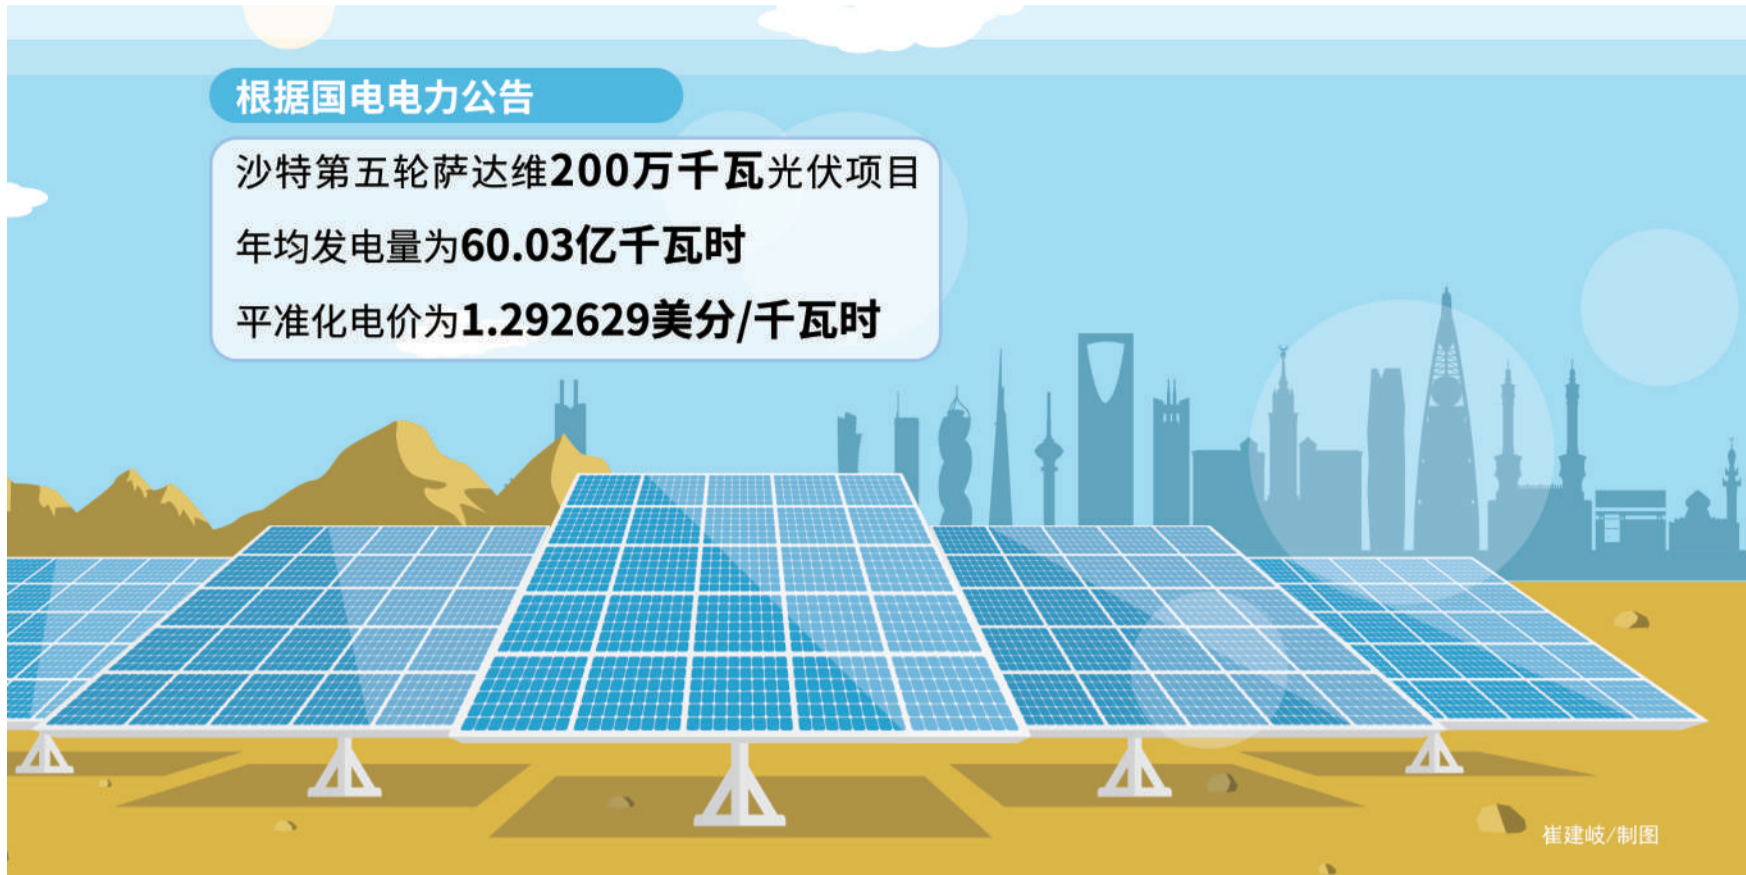 根据国电电力公告
沙特第五轮萨达维200万千瓦光伏项目
年均发电量为60.03亿千瓦时
平准化电价为1.292629美分/千瓦时
崔建岐/制图